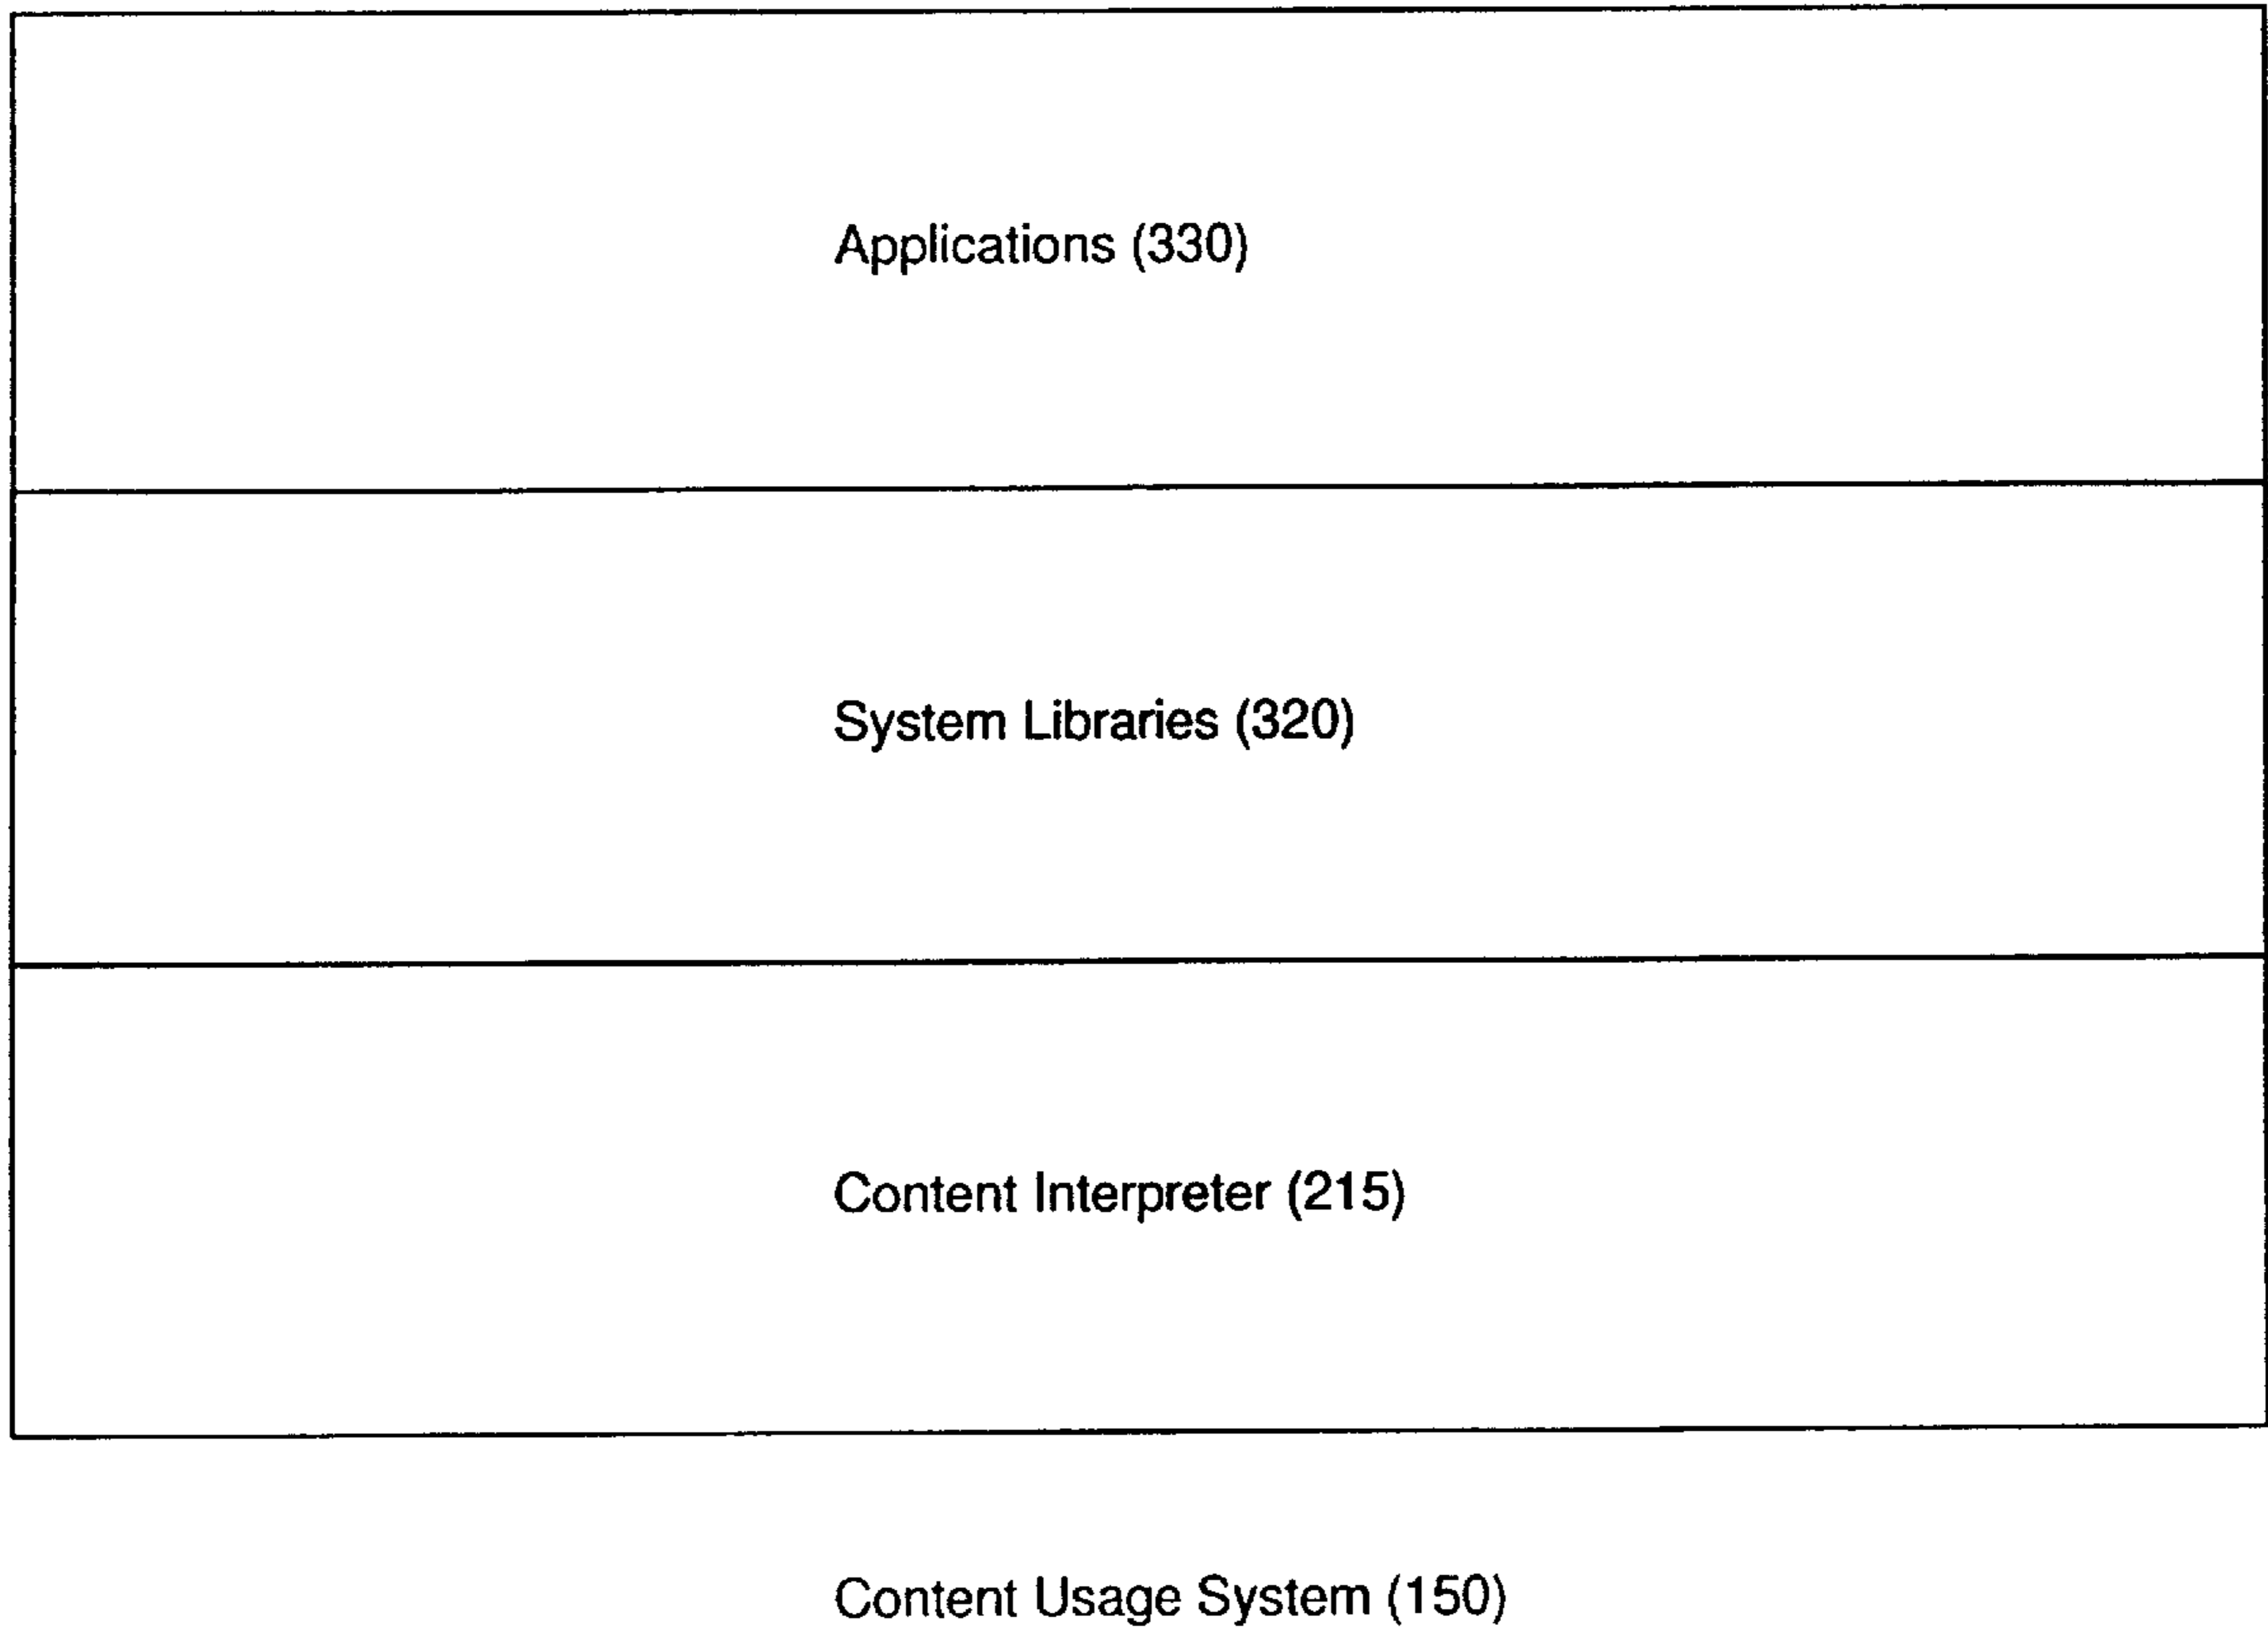 Applications (330)
System Libraries (320)
Content Interpreter (215)
Content Usage System (150)